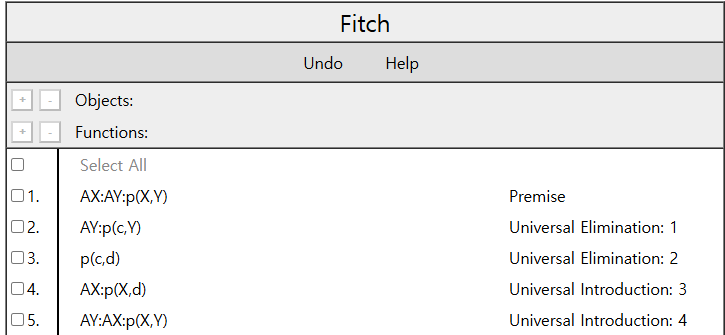 Fitch
Undo Help
+ - Objects:
+ - Functions:
Select All
1. AX:AY:p(X,Y) Premise
2. AY:p(c,Y) Universal Elimination: 1
3. p(c,d) Universal Elimination: 2
4. AX:p(X,d) Universal Introduction: 3
5. AY:AX:p(X,Y) Universal Introduction: 4